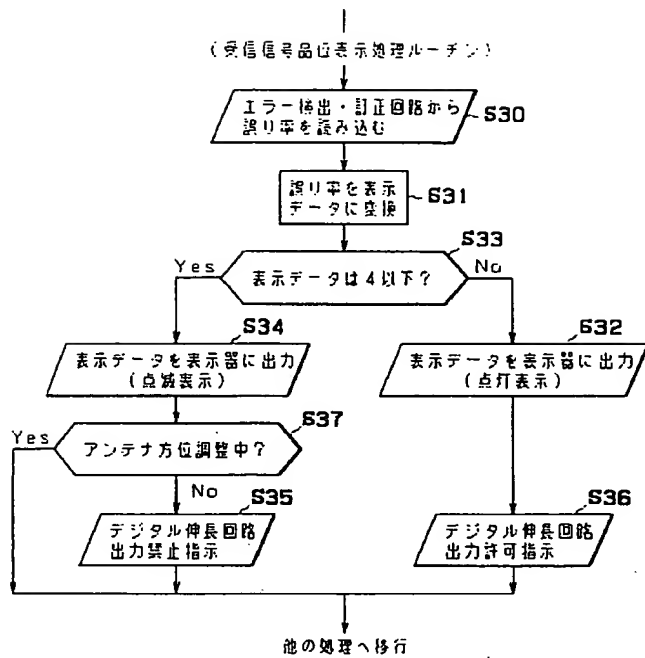 (受信信号品位表示処理ルーチン)
エラー検出・訂正回路から
誤り率を読み込む
S30
誤り率を表示
データに変換
S31
S33
Yes
表示データは4以下?
No
S34
表示データを表示器に出力
(点滅表示)
S32
表示データを表示器に出力
(点灯表示)
S37
Yes
アンテナ方位調整中?
No
S35
デジタル伸長回路
出力禁止指示
S36
デジタル伸長回路
出力許可指示
他の処理へ移行